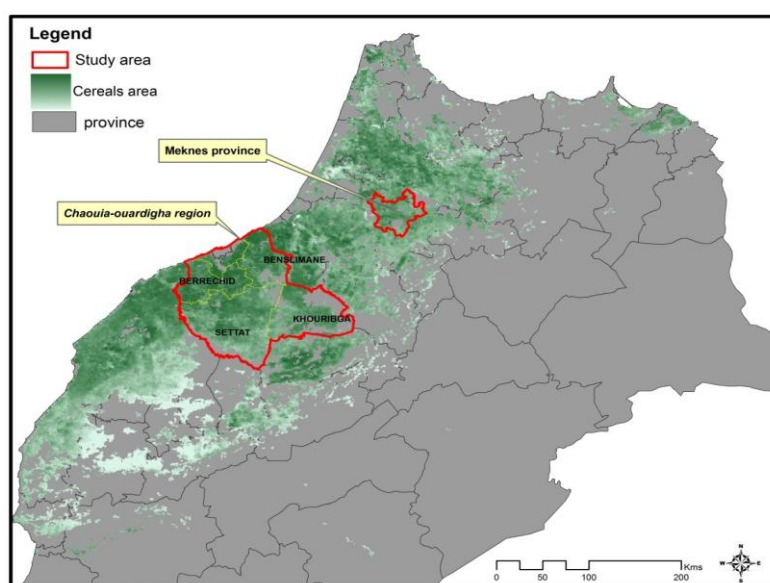 Legend
Study area
Cereals area
province
Meknes province
Chaouia-ouardigha region
BENSLIMANE
BERRECHID
SETTAT
KHOURIBGA
0 50 100 200
Kms
N
W E
S